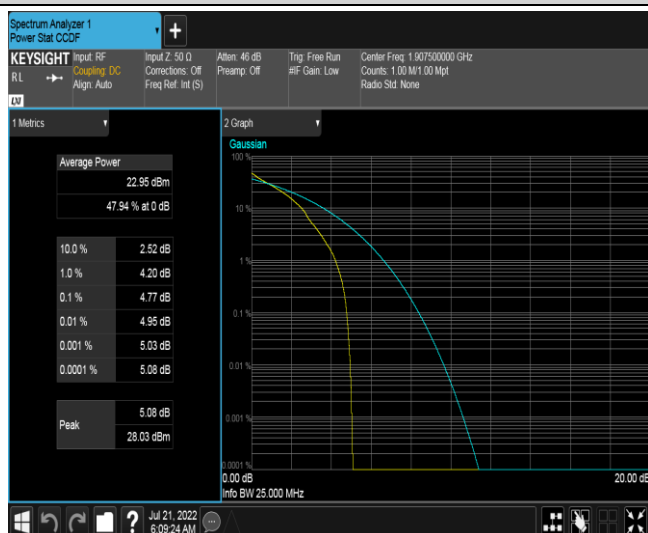 Spectrum Analyzer 1
Power Stat CCDF
+
KEYSIGHT
RL
LXI
Input: RF
Coupling: DC
Align: Auto
Input Z: 50 Ω
Corrections: Off
Freq Ref: Int (S)
Atten: 46 dB
Preamp: Off
Trig: Free Run
#IF Gain: Low
Center Freq: 1.907500000 GHz
Counts: 1.00 M/1.00 Mpt
Radio Std: None
1 Metrics
Average Power
22.95 dBm
47.94 % at 0 dB
10.0 % 2.52 dB
1.0 % 4.20 dB
0.1 % 4.77 dB
0.01 % 4.95 dB
0.001 % 5.03 dB
0.0001 % 5.08 dB
Peak
5.08 dB
28.03 dBm
2 Graph
Gaussian
100 %
10 %
1 %
0.1 %
0.01 %
0.001 %
0.0001 %
0.00 dB
20.00 dB
Info BW 25.000 MHz
?
Jul 21, 2022
6:09:24 AM